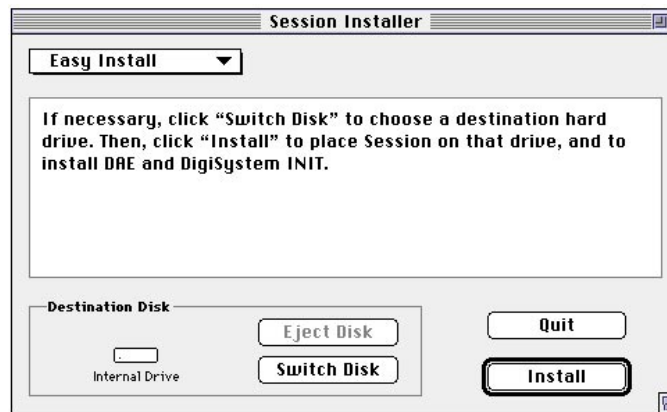 Session Installer
Easy Install
If necessary, click “Switch Disk” to choose a destination hard
drive. Then, click “Install” to place Session on that drive, and to
install DAE and DigiSystem INIT.
Destination Disk
Eject Disk
Quit
Internal Drive
Switch Disk
Install